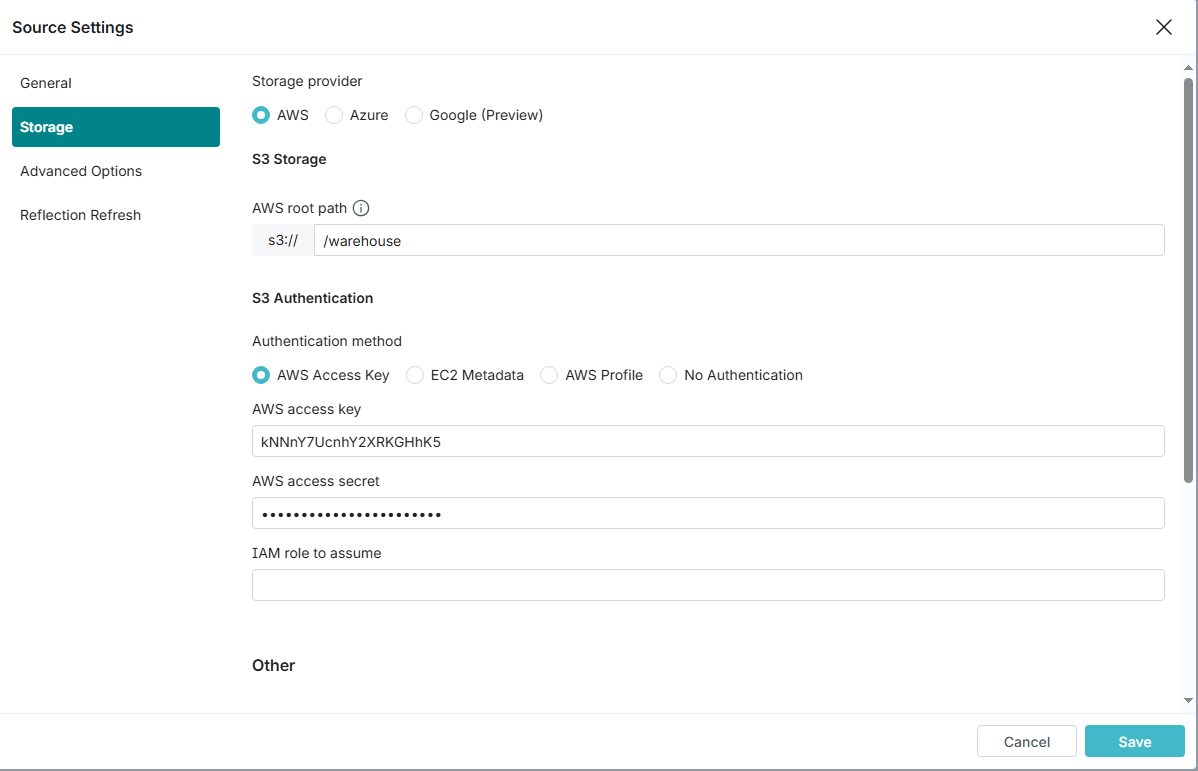 Source Settings
General
Storage
Advanced Options
Reflection Refresh
Storage provider
AWS Azure Google (Preview)
S3 Storage
AWS root path
s3:// /warehouse
S3 Authentication
Authentication method
AWS Access Key EC2 Metadata AWS Profile No Authentication
AWS access key
kNNnY7UcnhY2XRKGHhK5
AWS access secret
•••••••••••••••••••••••
IAM role to assume
Other
Cancel Save